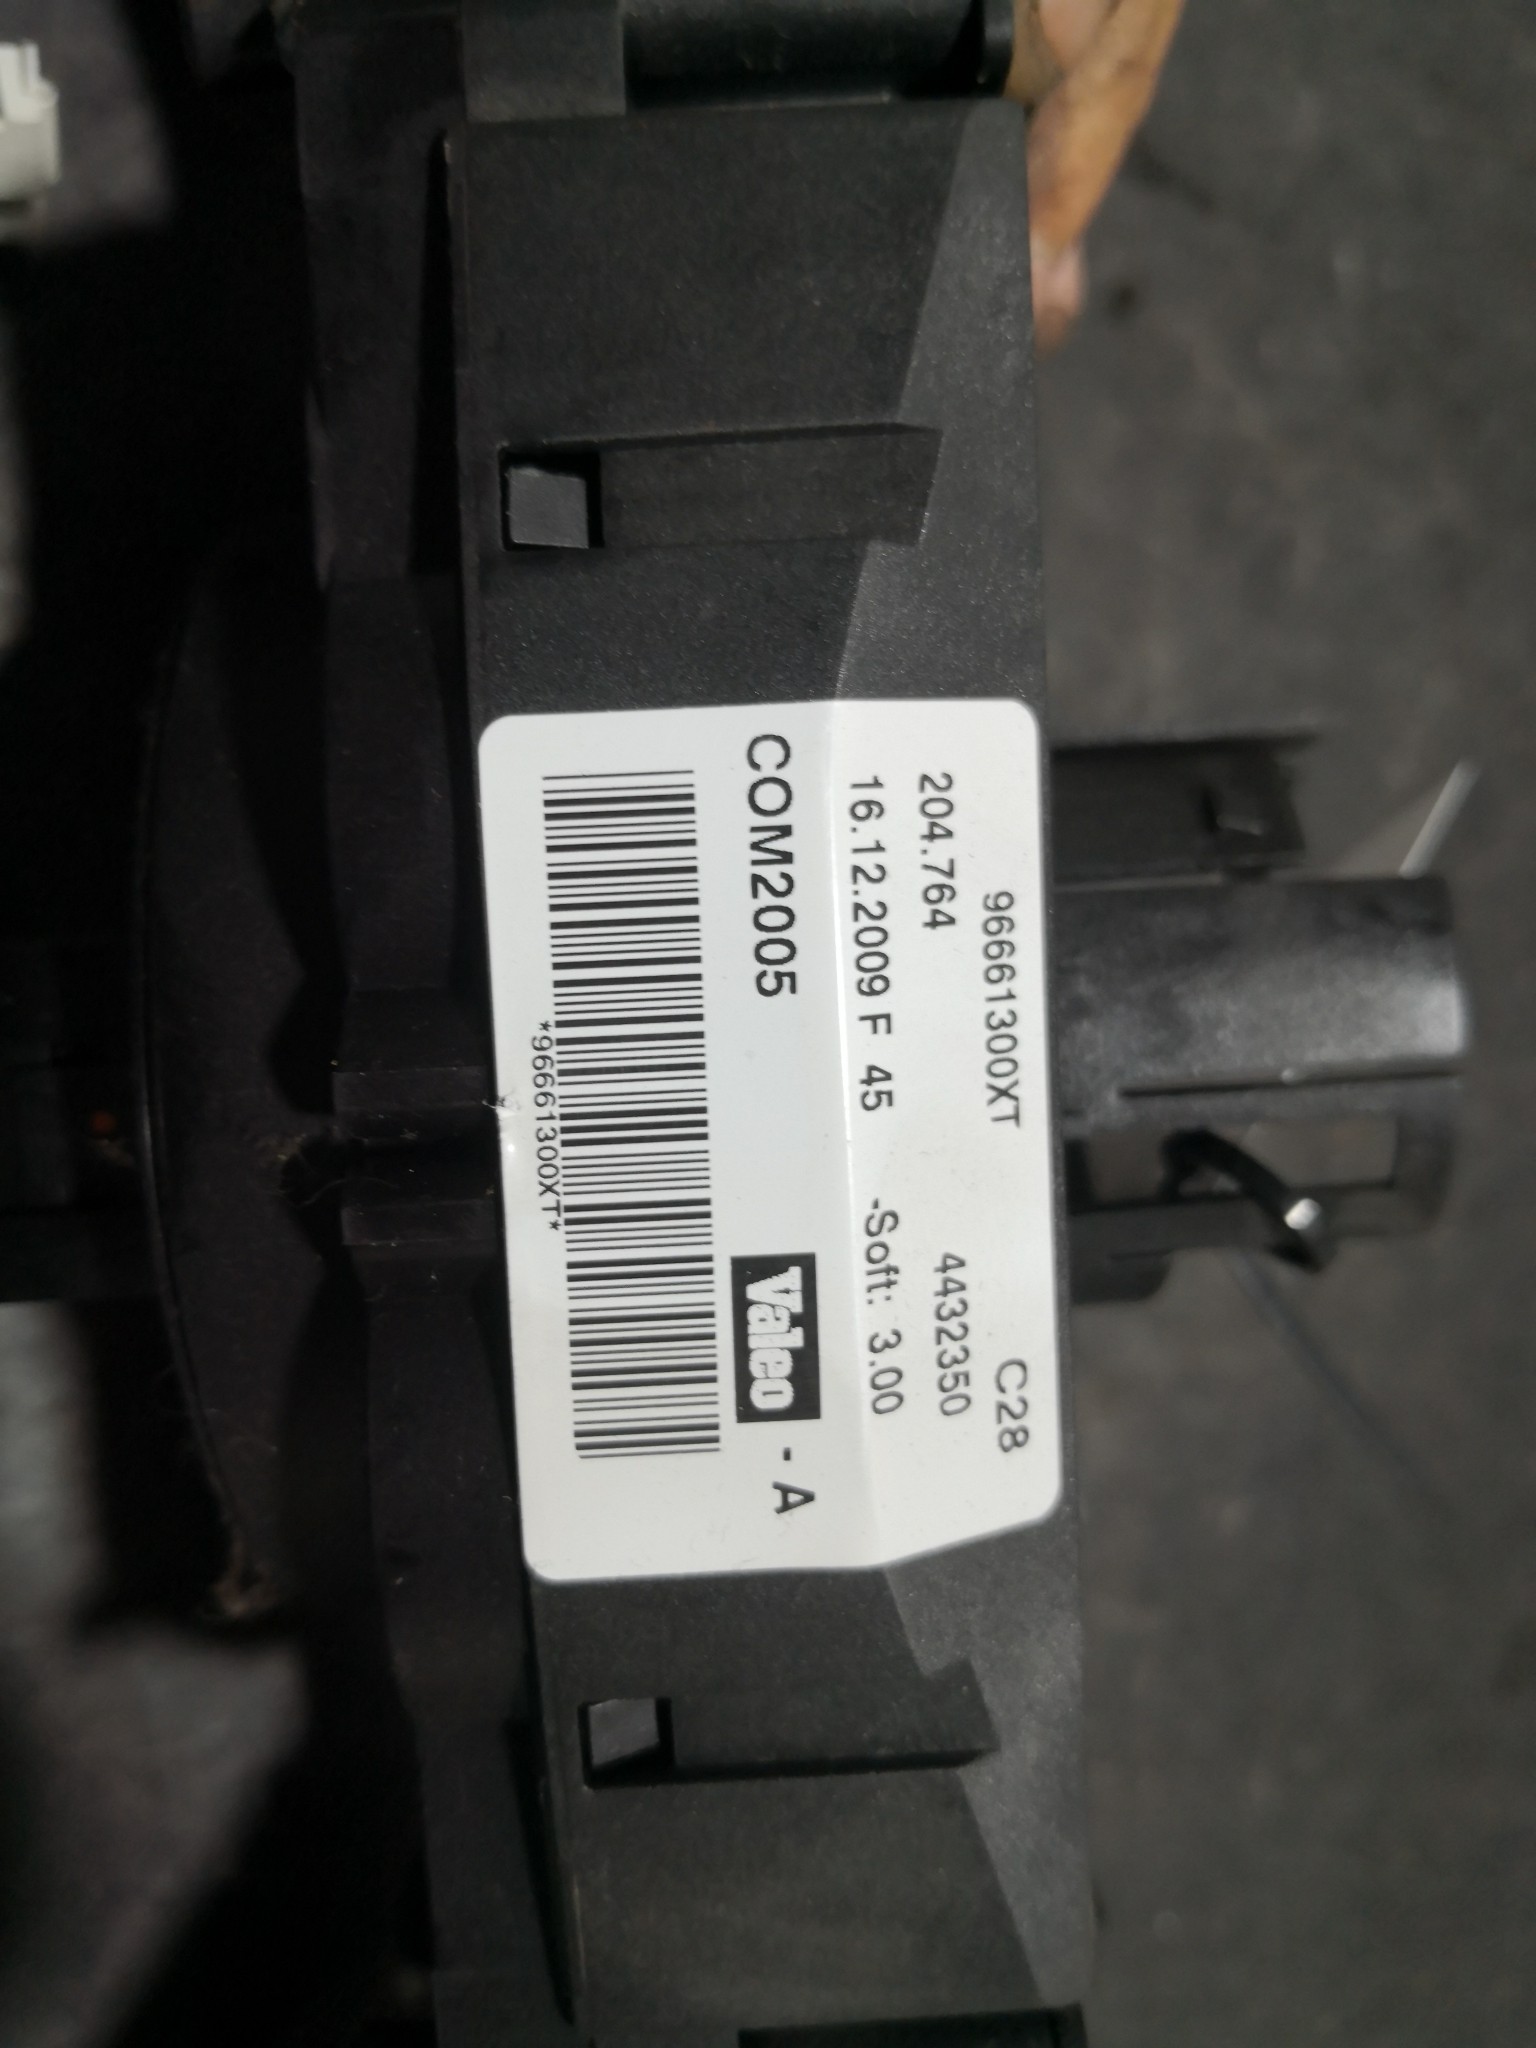 96661300XT C28
204.764 4432350
16.12.2009 F 45 -Soft: 3.00
COM2005 Valeo - A
*96661300XT*